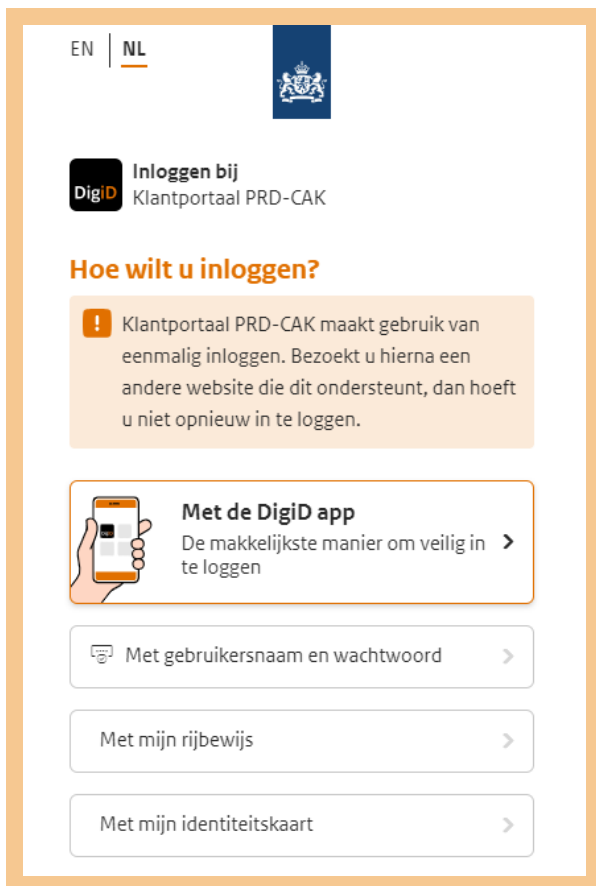 EN NL
DigiD
Inloggen bij
Klantportaal PRD-CAK
Hoe wilt u inloggen?
! Klantportaal PRD-CAK maakt gebruik van
eenmalig inloggen. Bezoekt u hierna een
andere website die dit ondersteunt, dan hoeft
u niet opnieuw in te loggen.
Met de DigiD app
De makkelijkste manier om veilig in
te loggen
Met gebruikersnaam en wachtwoord
Met mijn rijbewijs
Met mijn identiteitskaart